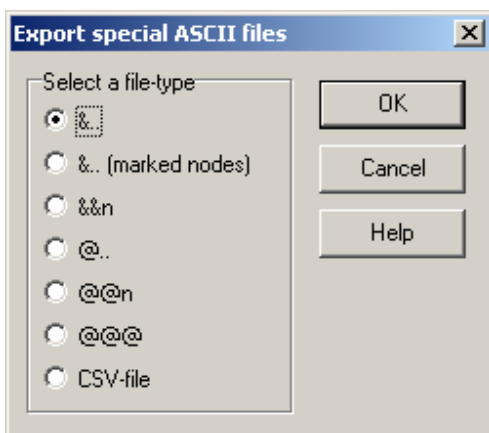 Export special ASCII files
Select a file-type
&..
&.. (marked nodes)
&&n
@..
@@n
@@@
CSV-file
OK
Cancel
Help